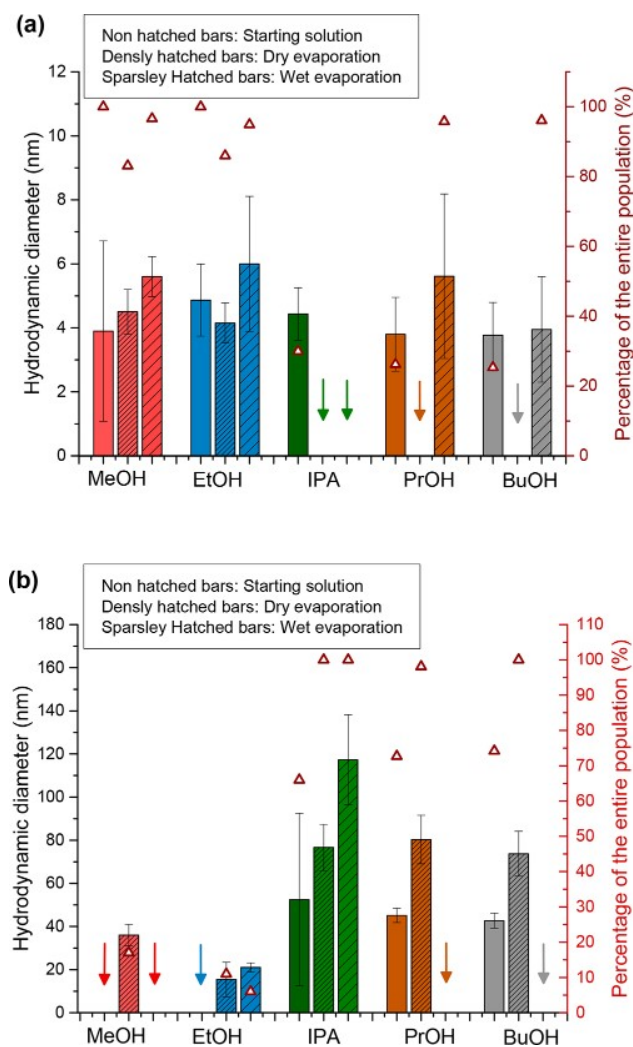 (a)
Non hatched bars: Starting solution
Densly hatched bars: Dry evaporation
Sparsley Hatched bars: Wet evaporation
Hydrodynamic diameter (nm)
12
10
8
6
4
2
0
100
80
60
40
20
0
Percentage of the entire population (%)
MeOH EtOH IPA PrOH BuOH
(b)
Non hatched bars: Starting solution
Densly hatched bars: Dry evaporation
Sparsley Hatched bars: Wet evaporation
Hydrodynamic diameter (nm)
180
160
140
120
100
80
60
40
20
0
110
100
90
80
70
60
50
40
30
20
10
0
Percentage of the entire population (%)
MeOH EtOH IPA PrOH BuOH